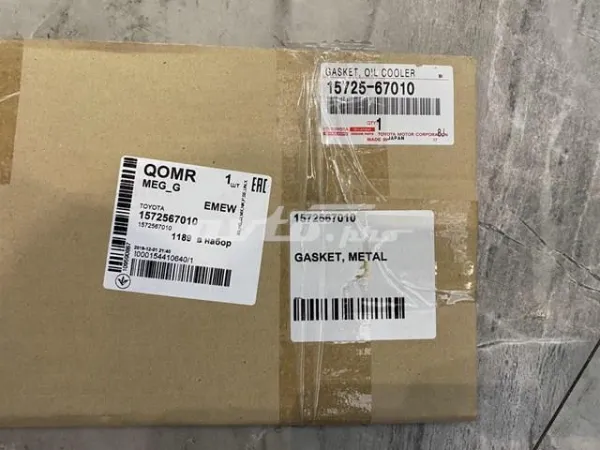 GASKET, OIL COOLER
15725-67010
QTY 1
TOYOTA MOTOR CORPORATION
MADE IN JAPAN
QOMR 1 шт EAC
MEG_G
EMEW
TOYOTA
1572567010
1572567010
1189 в набор
1000154410640/1
1572567010
GASKET, METAL